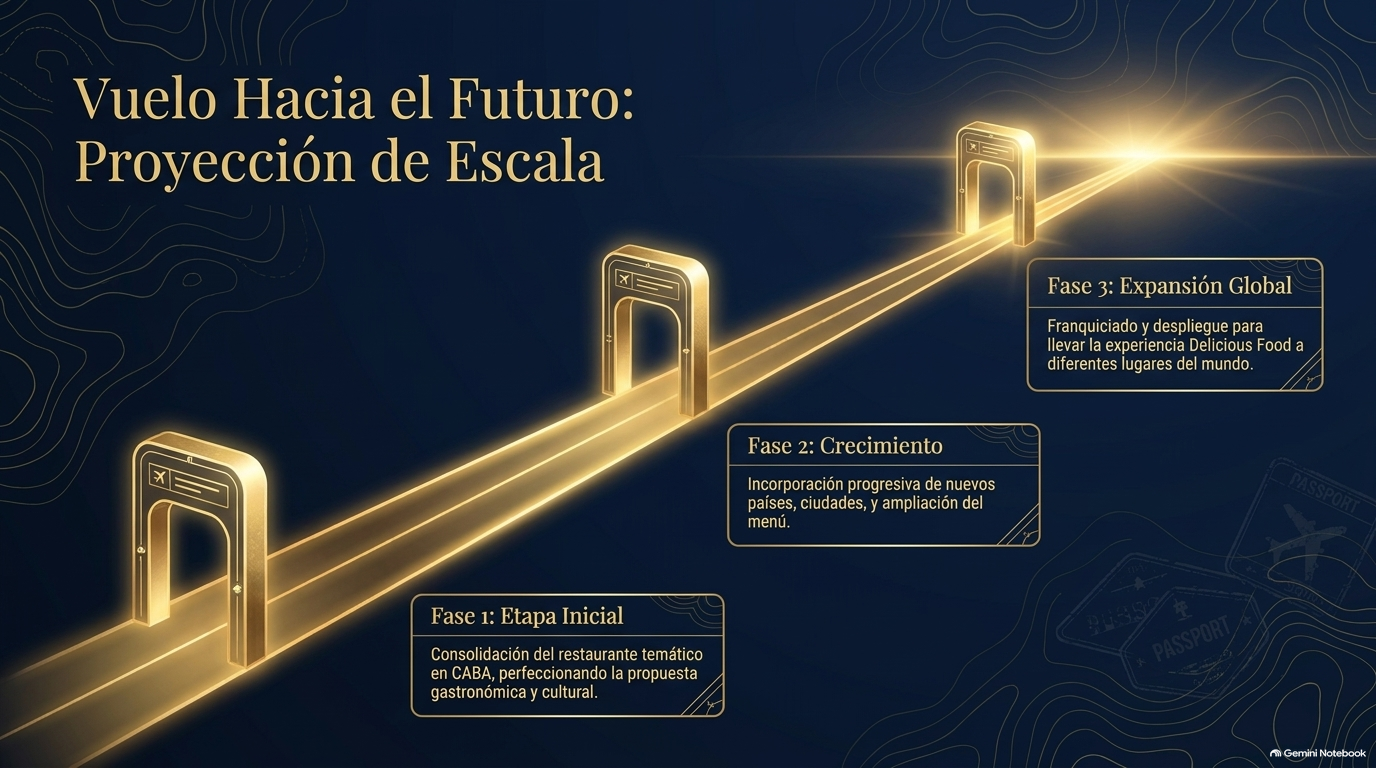 Vuelo Hacia el Futuro:
Proyección de Escala
Fase 3: Expansión Global
Franquiciado y despliegue para
llevar la experiencia Delicious Food a
diferentes lugares del mundo.
Fase 2: Crecimiento
Incorporación progresiva de nuevos
países, ciudades, y ampliación del
menú.
Fase 1: Etapa Inicial
Consolidación del restaurante temático
en CABA, perfeccionando la propuesta
gastronómica y cultural.
PASSPORT
PASSPORT
Gemini Notebook